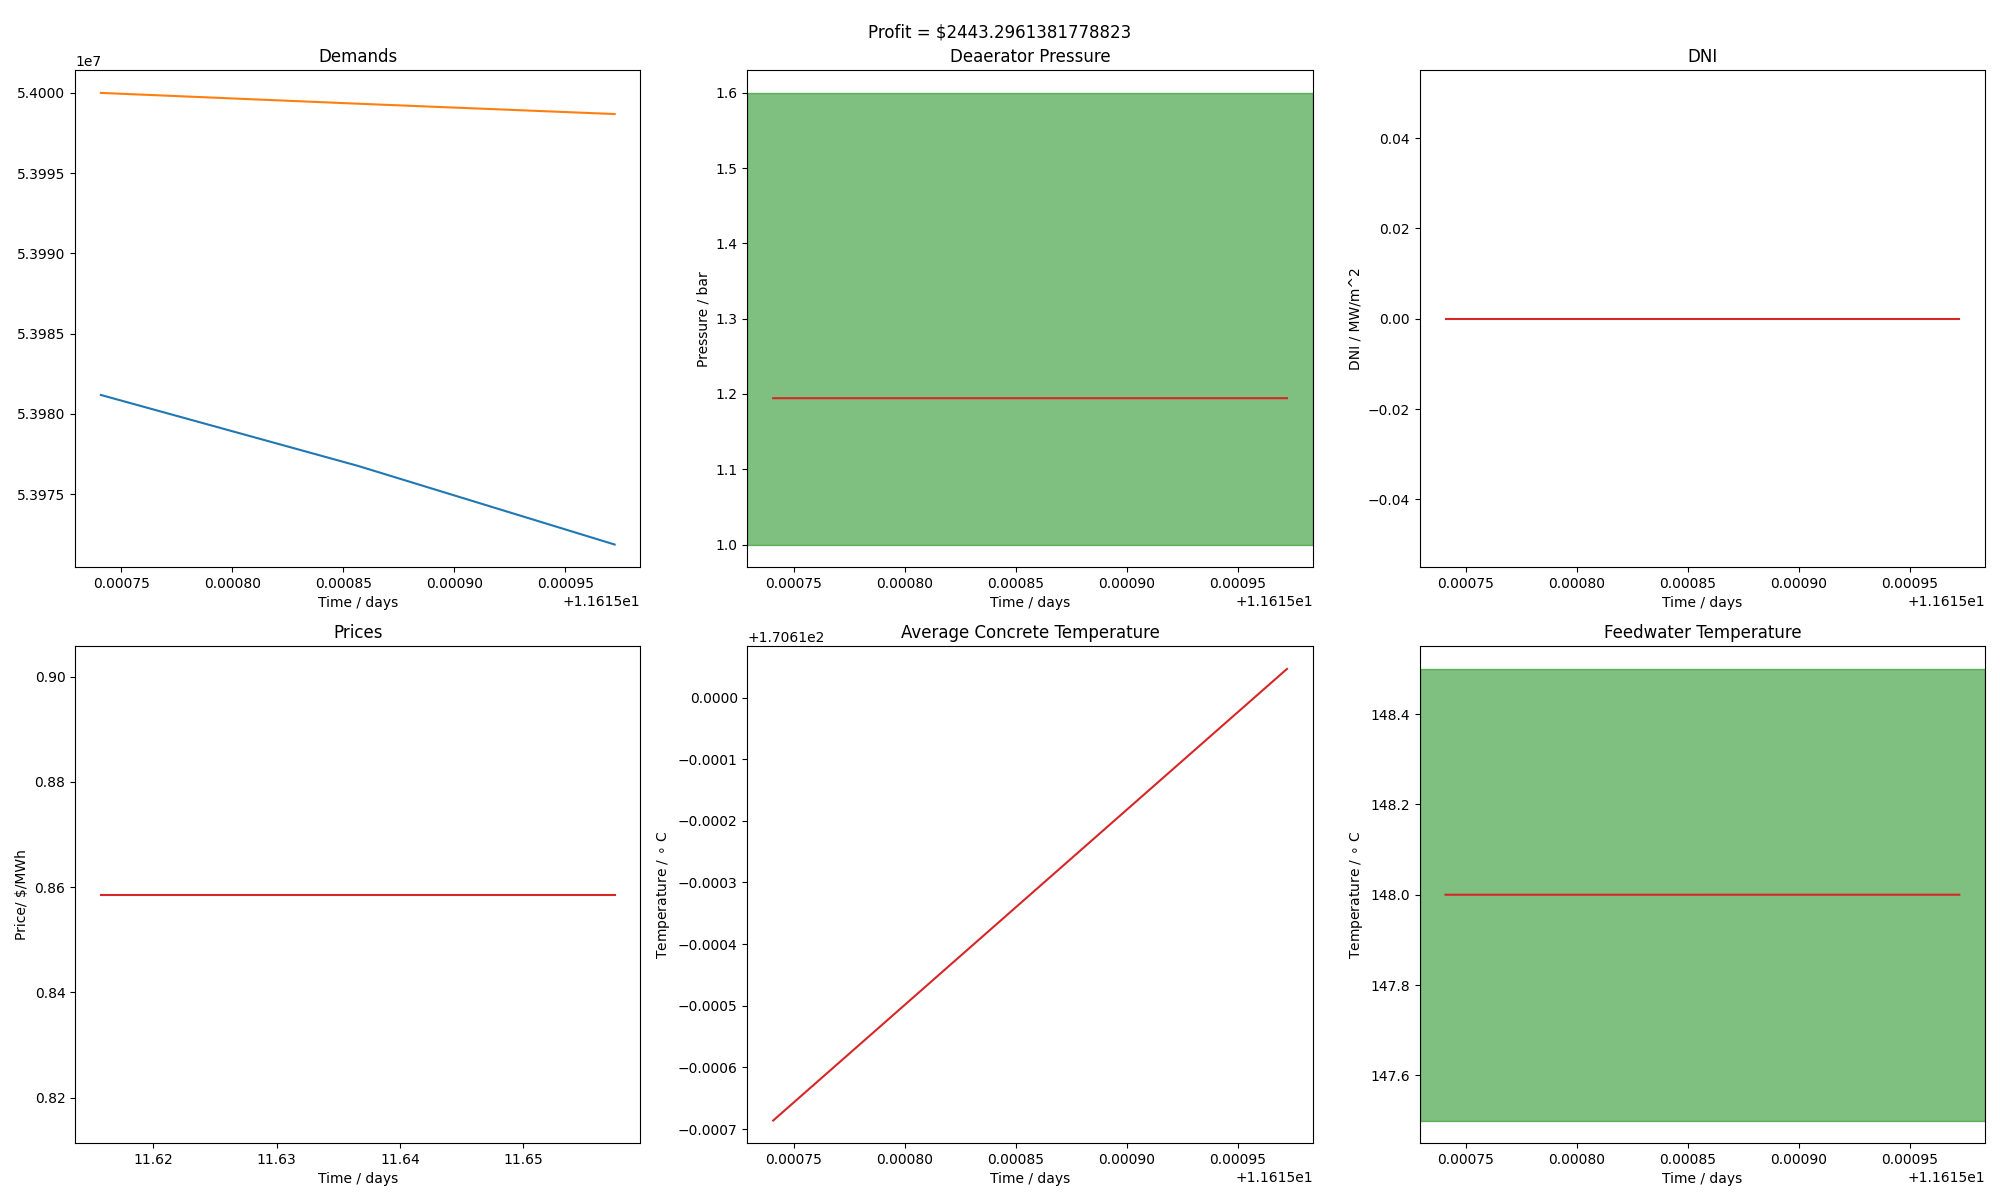 Profit = $2443.2961381778823
Demands
1e7
5.4000
5.3995
5.3990
5.3985
5.3980
5.3975
0.00075 0.00080 0.00085 0.00090 0.00095
Time / days
+1.1615e1
Deaerator Pressure
Pressure / bar
1.6
1.5
1.4
1.3
1.2
1.1
1.0
0.00075 0.00080 0.00085 0.00090 0.00095
Time / days
+1.1615e1
DNI
DNI / MW/m^2
0.04
0.02
0.00
−0.02
−0.04
0.00075 0.00080 0.00085 0.00090 0.00095
Time / days
+1.1615e1
Prices
Price/ $/MWh
0.90
0.88
0.86
0.84
0.82
11.62 11.63 11.64 11.65
Time / days
Average Concrete Temperature
+1.7061e2
Temperature / ∘ C
0.0000
−0.0001
−0.0002
−0.0003
−0.0004
−0.0005
−0.0006
−0.0007
0.00075 0.00080 0.00085 0.00090 0.00095
Time / days
+1.1615e1
Feedwater Temperature
Temperature / ∘ C
148.4
148.2
148.0
147.8
147.6
0.00075 0.00080 0.00085 0.00090 0.00095
Time / days
+1.1615e1